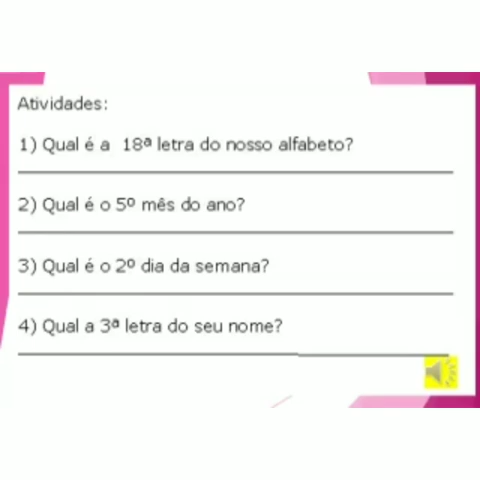 Atividades:
1) Qual é a 18ª letra do nosso alfabeto?
2) Qual é o 5º mês do ano?
3) Qual é o 2º dia da semana?
4) Qual a 3ª letra do seu nome?